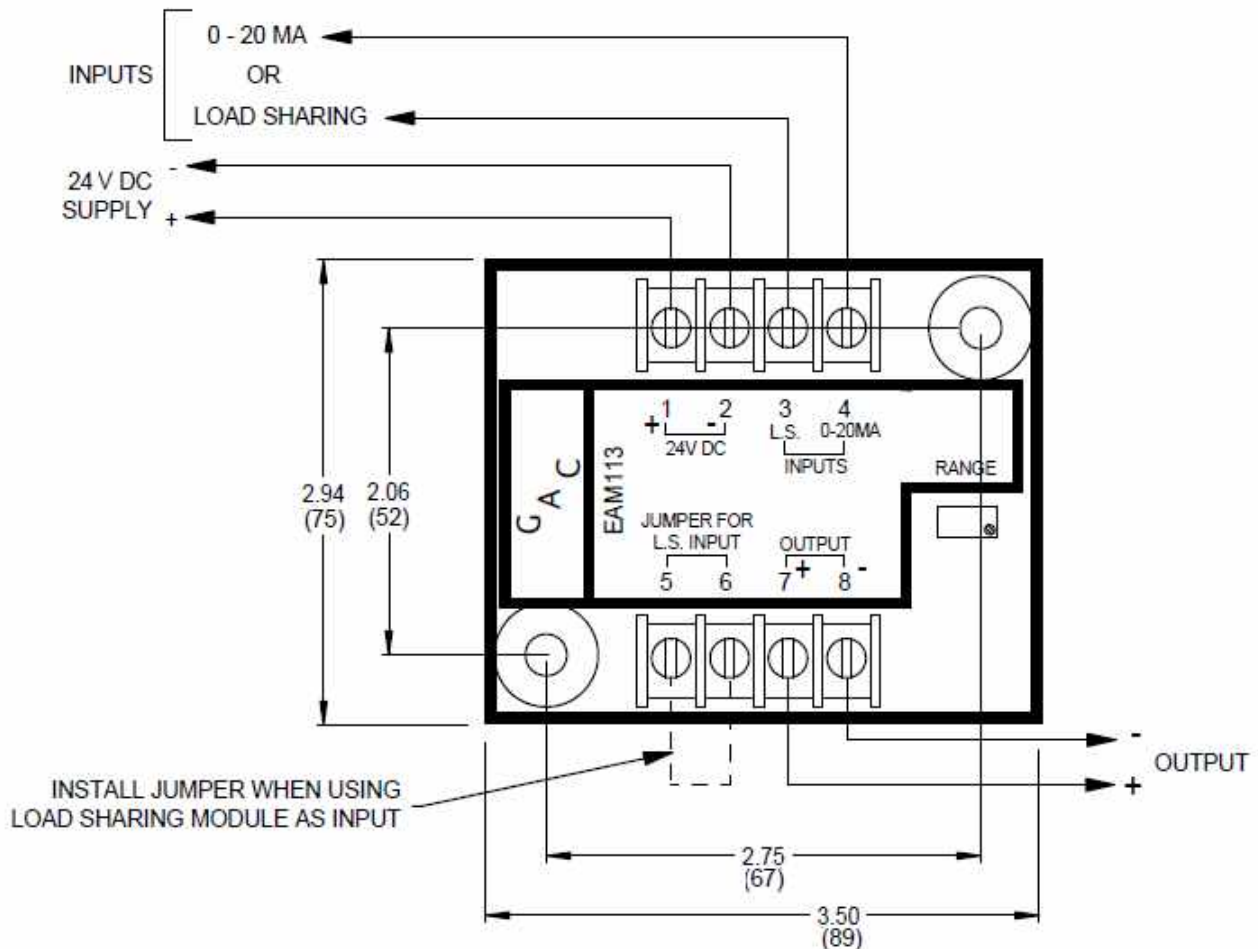 0 - 20 MA
INPUTS
OR
LOAD SHARING
24 V DC
SUPPLY
-
+
2.94
(75)
2.06
(52)
GAC
EAM113
1 2 3 4
+ -
24V DC
L.S. 0-20MA
INPUTS
RANGE
JUMPER FOR
L.S. INPUT
OUTPUT
5 6 7 + 8 -
INSTALL JUMPER WHEN USING
LOAD SHARING MODULE AS INPUT
-
OUTPUT
+
2.75
(67)
3.50
(89)